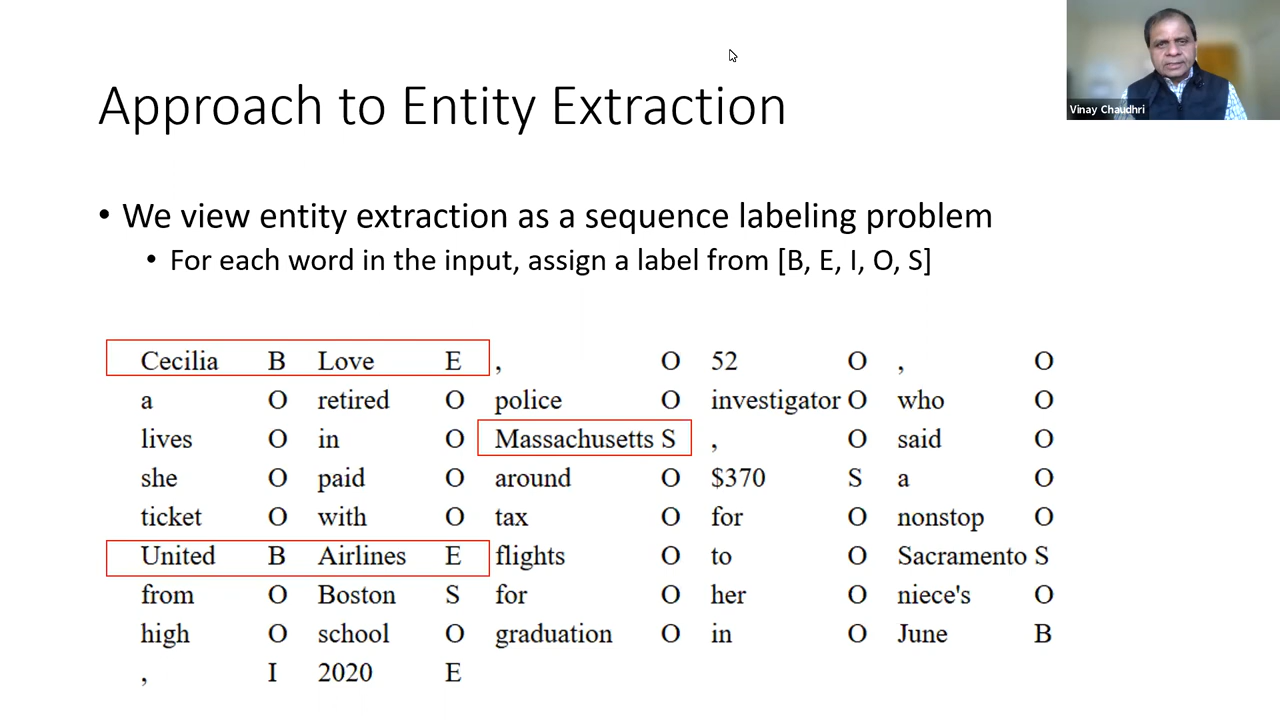 Approach to Entity Extraction
Vinay Chaudhri
• We view entity extraction as a sequence labeling problem
• For each word in the input, assign a label from [B, E, I, O, S]
Cecilia B Love E , O 52 O , O
a O retired O police O investigator O who O
lives O in O Massachusetts S , O said O
she O paid O around O $370 S a O
ticket O with O tax O for O nonstop O
United B Airlines E flights O to O Sacramento S
from O Boston S for O her O niece's O
high O school O graduation O in O June B
, I 2020 E